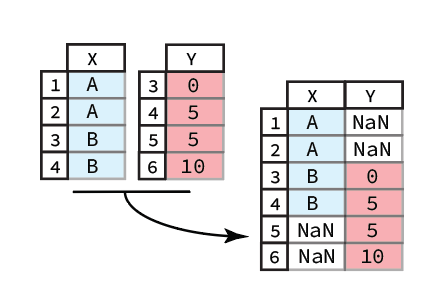 X
1 A
2 A
3 B
4 B
Y
3 0
4 5
5 5
6 10
X Y
1 A NaN
2 A NaN
3 B 0
4 B 5
5 NaN 5
6 NaN 10